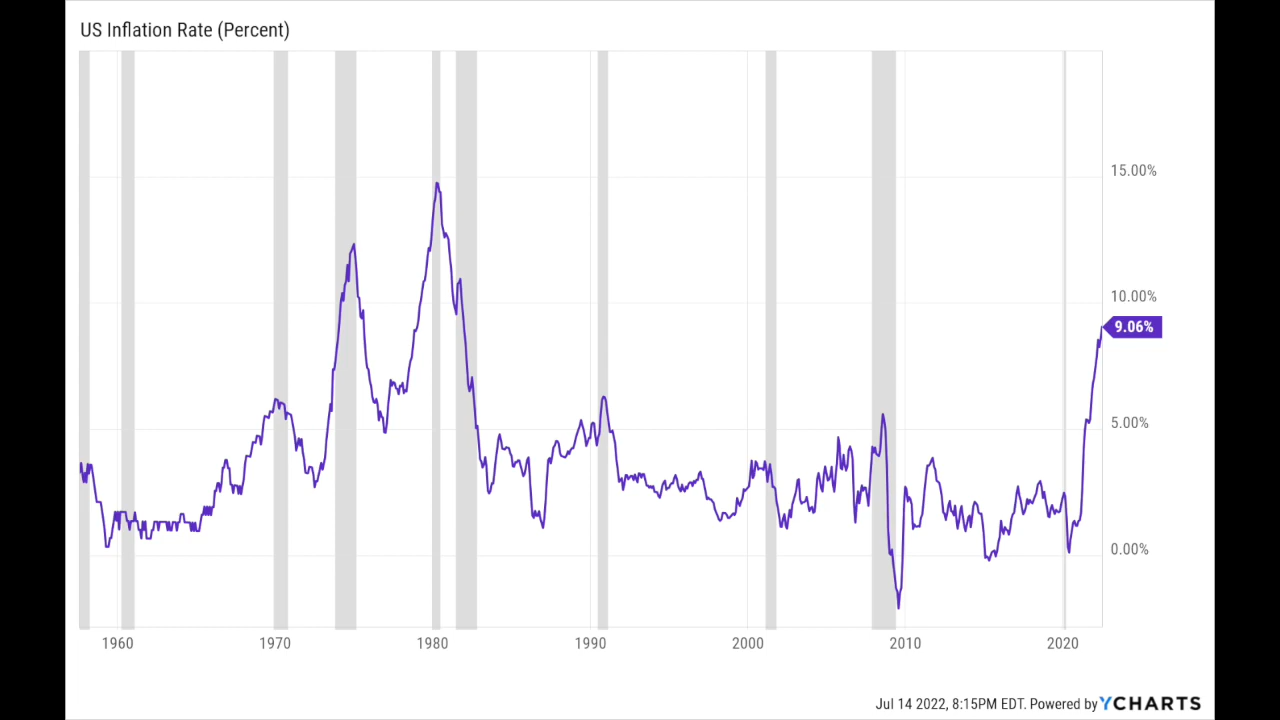 US Inflation Rate (Percent)
15.00%
10.00%
9.06%
5.00%
0.00%
1960 1970 1980 1990 2000 2010 2020
Jul 14 2022, 8:15PM EDT. Powered by YCHARTS